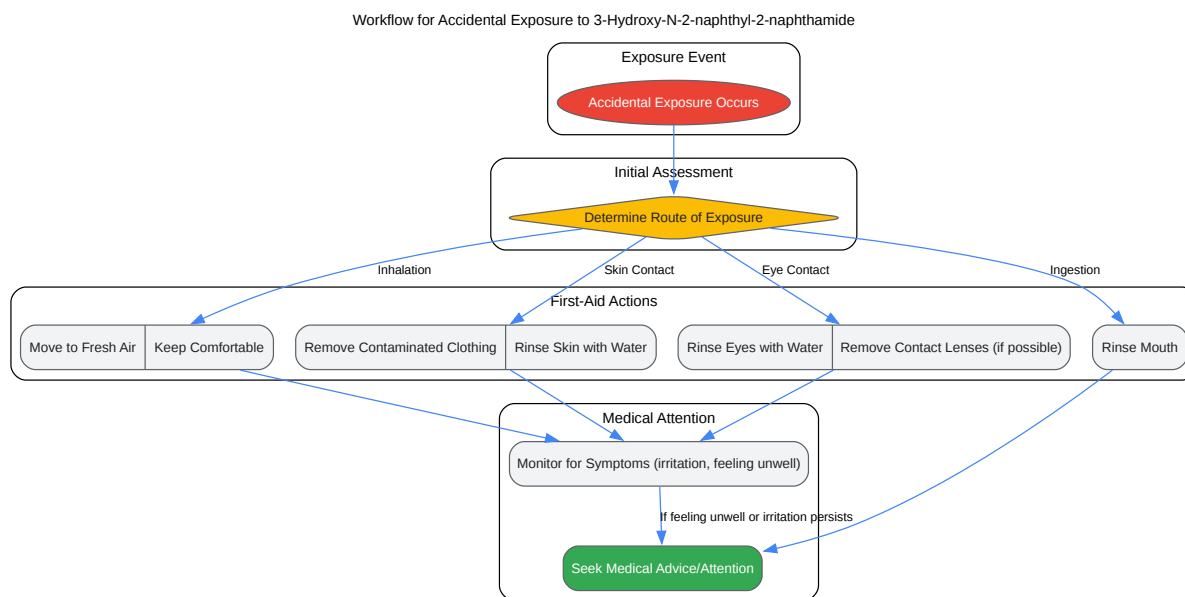 Workflow for Accidental Exposure to 3-Hydroxy-N-2-naphthyl-2-naphthamide
Exposure Event
Accidental Exposure Occurs
Initial Assessment
Determine Route of Exposure
Inhalation
Skin Contact
Eye Contact
Ingestion
First-Aid Actions
Move to Fresh Air
Keep Comfortable
Remove Contaminated Clothing
Rinse Skin with Water
Rinse Eyes with Water
Remove Contact Lenses (if possible)
Rinse Mouth
Medical Attention
Monitor for Symptoms (irritation, feeling unwell)
If feeling unwell or irritation persists
Seek Medical Advice/Attention